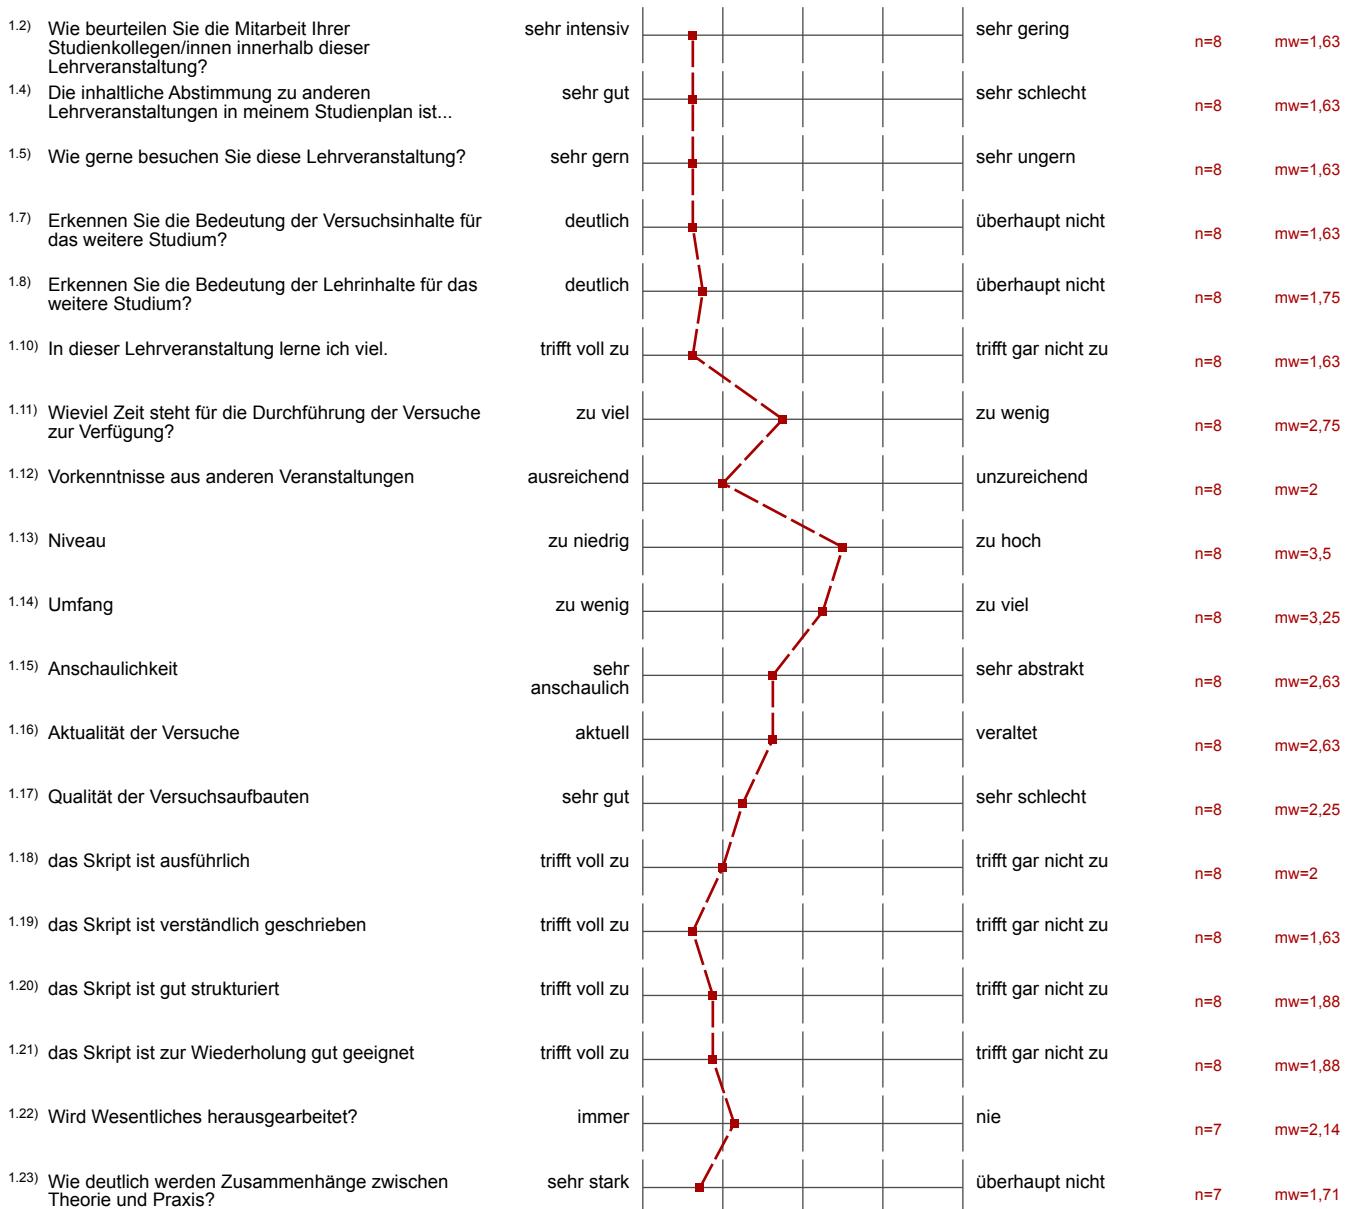 1.2) Wie beurteilen Sie die Mitarbeit Ihrer
Studienkollegen/innen innerhalb dieser
Lehrveranstaltung?
sehr intensiv
sehr gering
n=8
mw=1,63
1.4) Die inhaltliche Abstimmung zu anderen
Lehrveranstaltungen in meinem Studienplan ist...
sehr gut
sehr schlecht
n=8
mw=1,63
1.5) Wie gerne besuchen Sie diese Lehrveranstaltung?
sehr gern
sehr ungern
n=8
mw=1,63
1.7) Erkennen Sie die Bedeutung der Versuchsinhalte für
das weitere Studium?
deutlich
überhaupt nicht
n=8
mw=1,63
1.8) Erkennen Sie die Bedeutung der Lehrinhalte für das
weitere Studium?
deutlich
überhaupt nicht
n=8
mw=1,75
1.10) In dieser Lehrveranstaltung lerne ich viel.
trifft voll zu
trifft gar nicht zu
n=8
mw=1,63
1.11) Wieviel Zeit steht für die Durchführung der Versuche
zur Verfügung?
zu viel
zu wenig
n=8
mw=2,75
1.12) Vorkenntnisse aus anderen Veranstaltungen
ausreichend
unzureichend
n=8
mw=2
1.13) Niveau
zu niedrig
zu hoch
n=8
mw=3,5
1.14) Umfang
zu wenig
zu viel
n=8
mw=3,25
1.15) Anschaulichkeit
sehr
anschaulich
sehr abstrakt
n=8
mw=2,63
1.16) Aktualität der Versuche
aktuell
veraltet
n=8
mw=2,63
1.17) Qualität der Versuchsaufbauten
sehr gut
sehr schlecht
n=8
mw=2,25
1.18) das Skript ist ausführlich
trifft voll zu
trifft gar nicht zu
n=8
mw=2
1.19) das Skript ist verständlich geschrieben
trifft voll zu
trifft gar nicht zu
n=8
mw=1,63
1.20) das Skript ist gut strukturiert
trifft voll zu
trifft gar nicht zu
n=8
mw=1,88
1.21) das Skript ist zur Wiederholung gut geeignet
trifft voll zu
trifft gar nicht zu
n=8
mw=1,88
1.22) Wird Wesentliches herausgearbeitet?
immer
nie
n=7
mw=2,14
1.23) Wie deutlich werden Zusammenhänge zwischen
Theorie und Praxis?
sehr stark
überhaupt nicht
n=7
mw=1,71